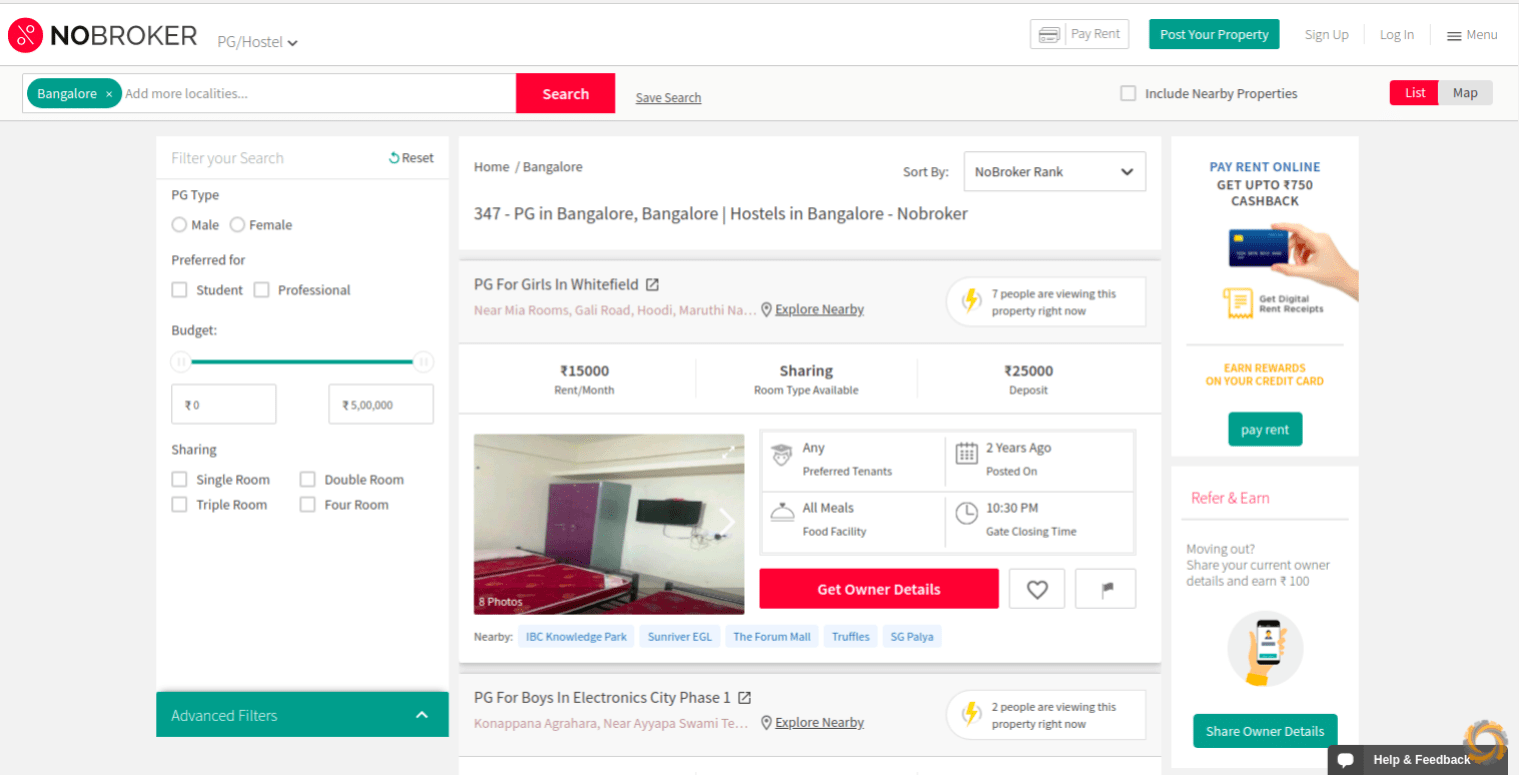 NOBROKER
PG/Hostel
Pay Rent
Post Your Property
Sign Up
Log In
Menu
Bangalore ×
Add more localities...
Search
Save Search
Include Nearby Properties
List
Map
Filter your Search
Reset
PG Type
Male
Female
Preferred for
Student
Professional
Budget:
₹ 0
₹ 5,00,000
Sharing
Single Room
Double Room
Triple Room
Four Room
Advanced Filters
Home / Bangalore
Sort By:
NoBroker Rank
347 - PG in Bangalore, Bangalore | Hostels in Bangalore - Nobroker
PG For Girls In Whitefield
Near Mia Rooms, Gali Road, Hoodi, Maruthi Na...
Explore Nearby
7 people are viewing this
property right now
₹15000
Rent/Month
Sharing
Room Type Available
₹25000
Deposit
8 Photos
Any
Preferred Tenants
2 Years Ago
Posted On
All Meals
Food Facility
10:30 PM
Gate Closing Time
Get Owner Details
Nearby:
IBC Knowledge Park
Sunriver EGL
The Forum Mall
Truffles
SG Palya
PG For Boys In Electronics City Phase 1
Konappana Agrahara, Near Ayyapa Swami Te...
Explore Nearby
2 people are viewing this
property right now
PAY RENT ONLINE
GET UPTO ₹750
CASHBACK
Get Digital
Rent Receipts
EARN REWARDS
ON YOUR CREDIT CARD
pay rent
Refer & Earn
Moving out?
Share your current owner
details and earn ₹ 100
Share Owner Details
Help & Feedback